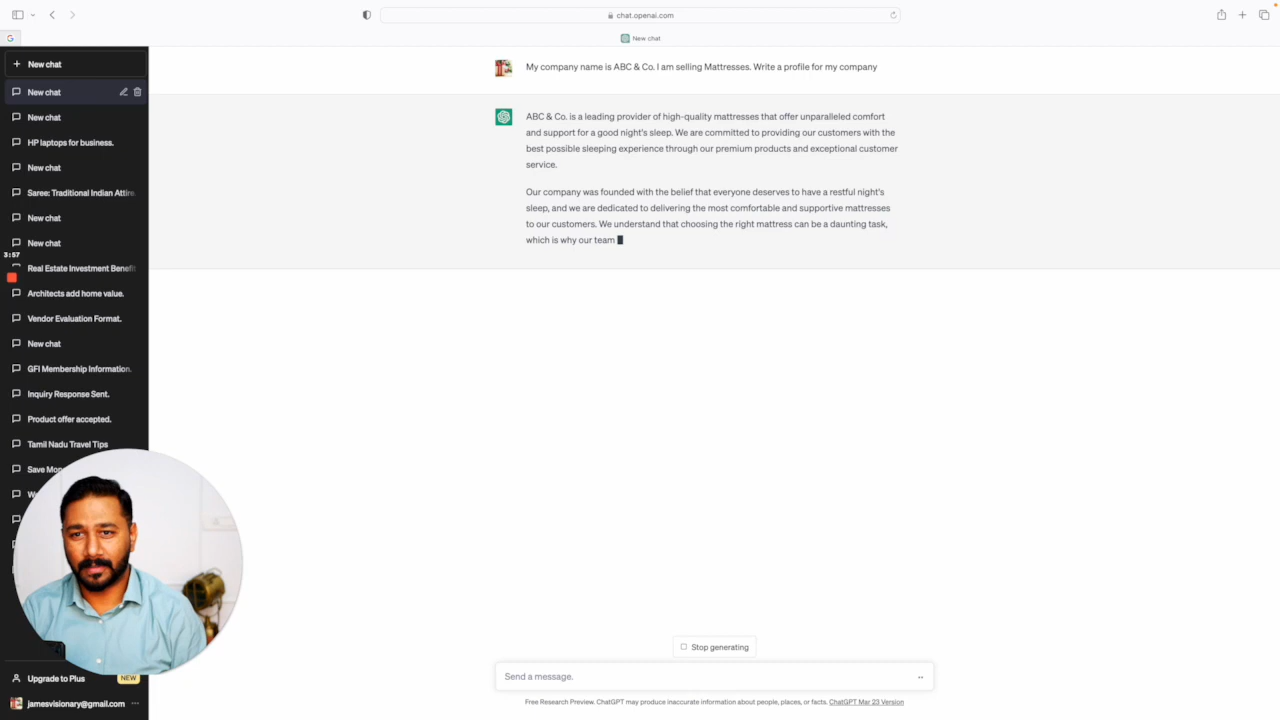 chat.openai.com
New chat
New chat
New chat
New chat
HP laptops for business.
New chat
Saree: Traditional Indian Attire
New chat
New chat
3:57
Real Estate Investment Benefit
Architects add home value.
Vendor Evaluation Format.
New chat
GFI Membership Information.
Inquiry Response Sent.
Product offer accepted.
Tamil Nadu Travel Tips
Save Mon
Upgrade to Plus
NEW
jamesvisionary@gmail.com
My company name is ABC & Co. I am selling Mattresses. Write a profile for my company
ABC & Co. is a leading provider of high-quality mattresses that offer unparalleled comfort
and support for a good night's sleep. We are committed to providing our customers with the
best possible sleeping experience through our premium products and exceptional customer
service.
Our company was founded with the belief that everyone deserves to have a restful night's
sleep, and we are dedicated to delivering the most comfortable and supportive mattresses
to our customers. We understand that choosing the right mattress can be a daunting task,
which is why our team
Stop generating
Send a message.
Free Research Preview. ChatGPT may produce inaccurate information about people, places, or facts. ChatGPT Mar 23 Version